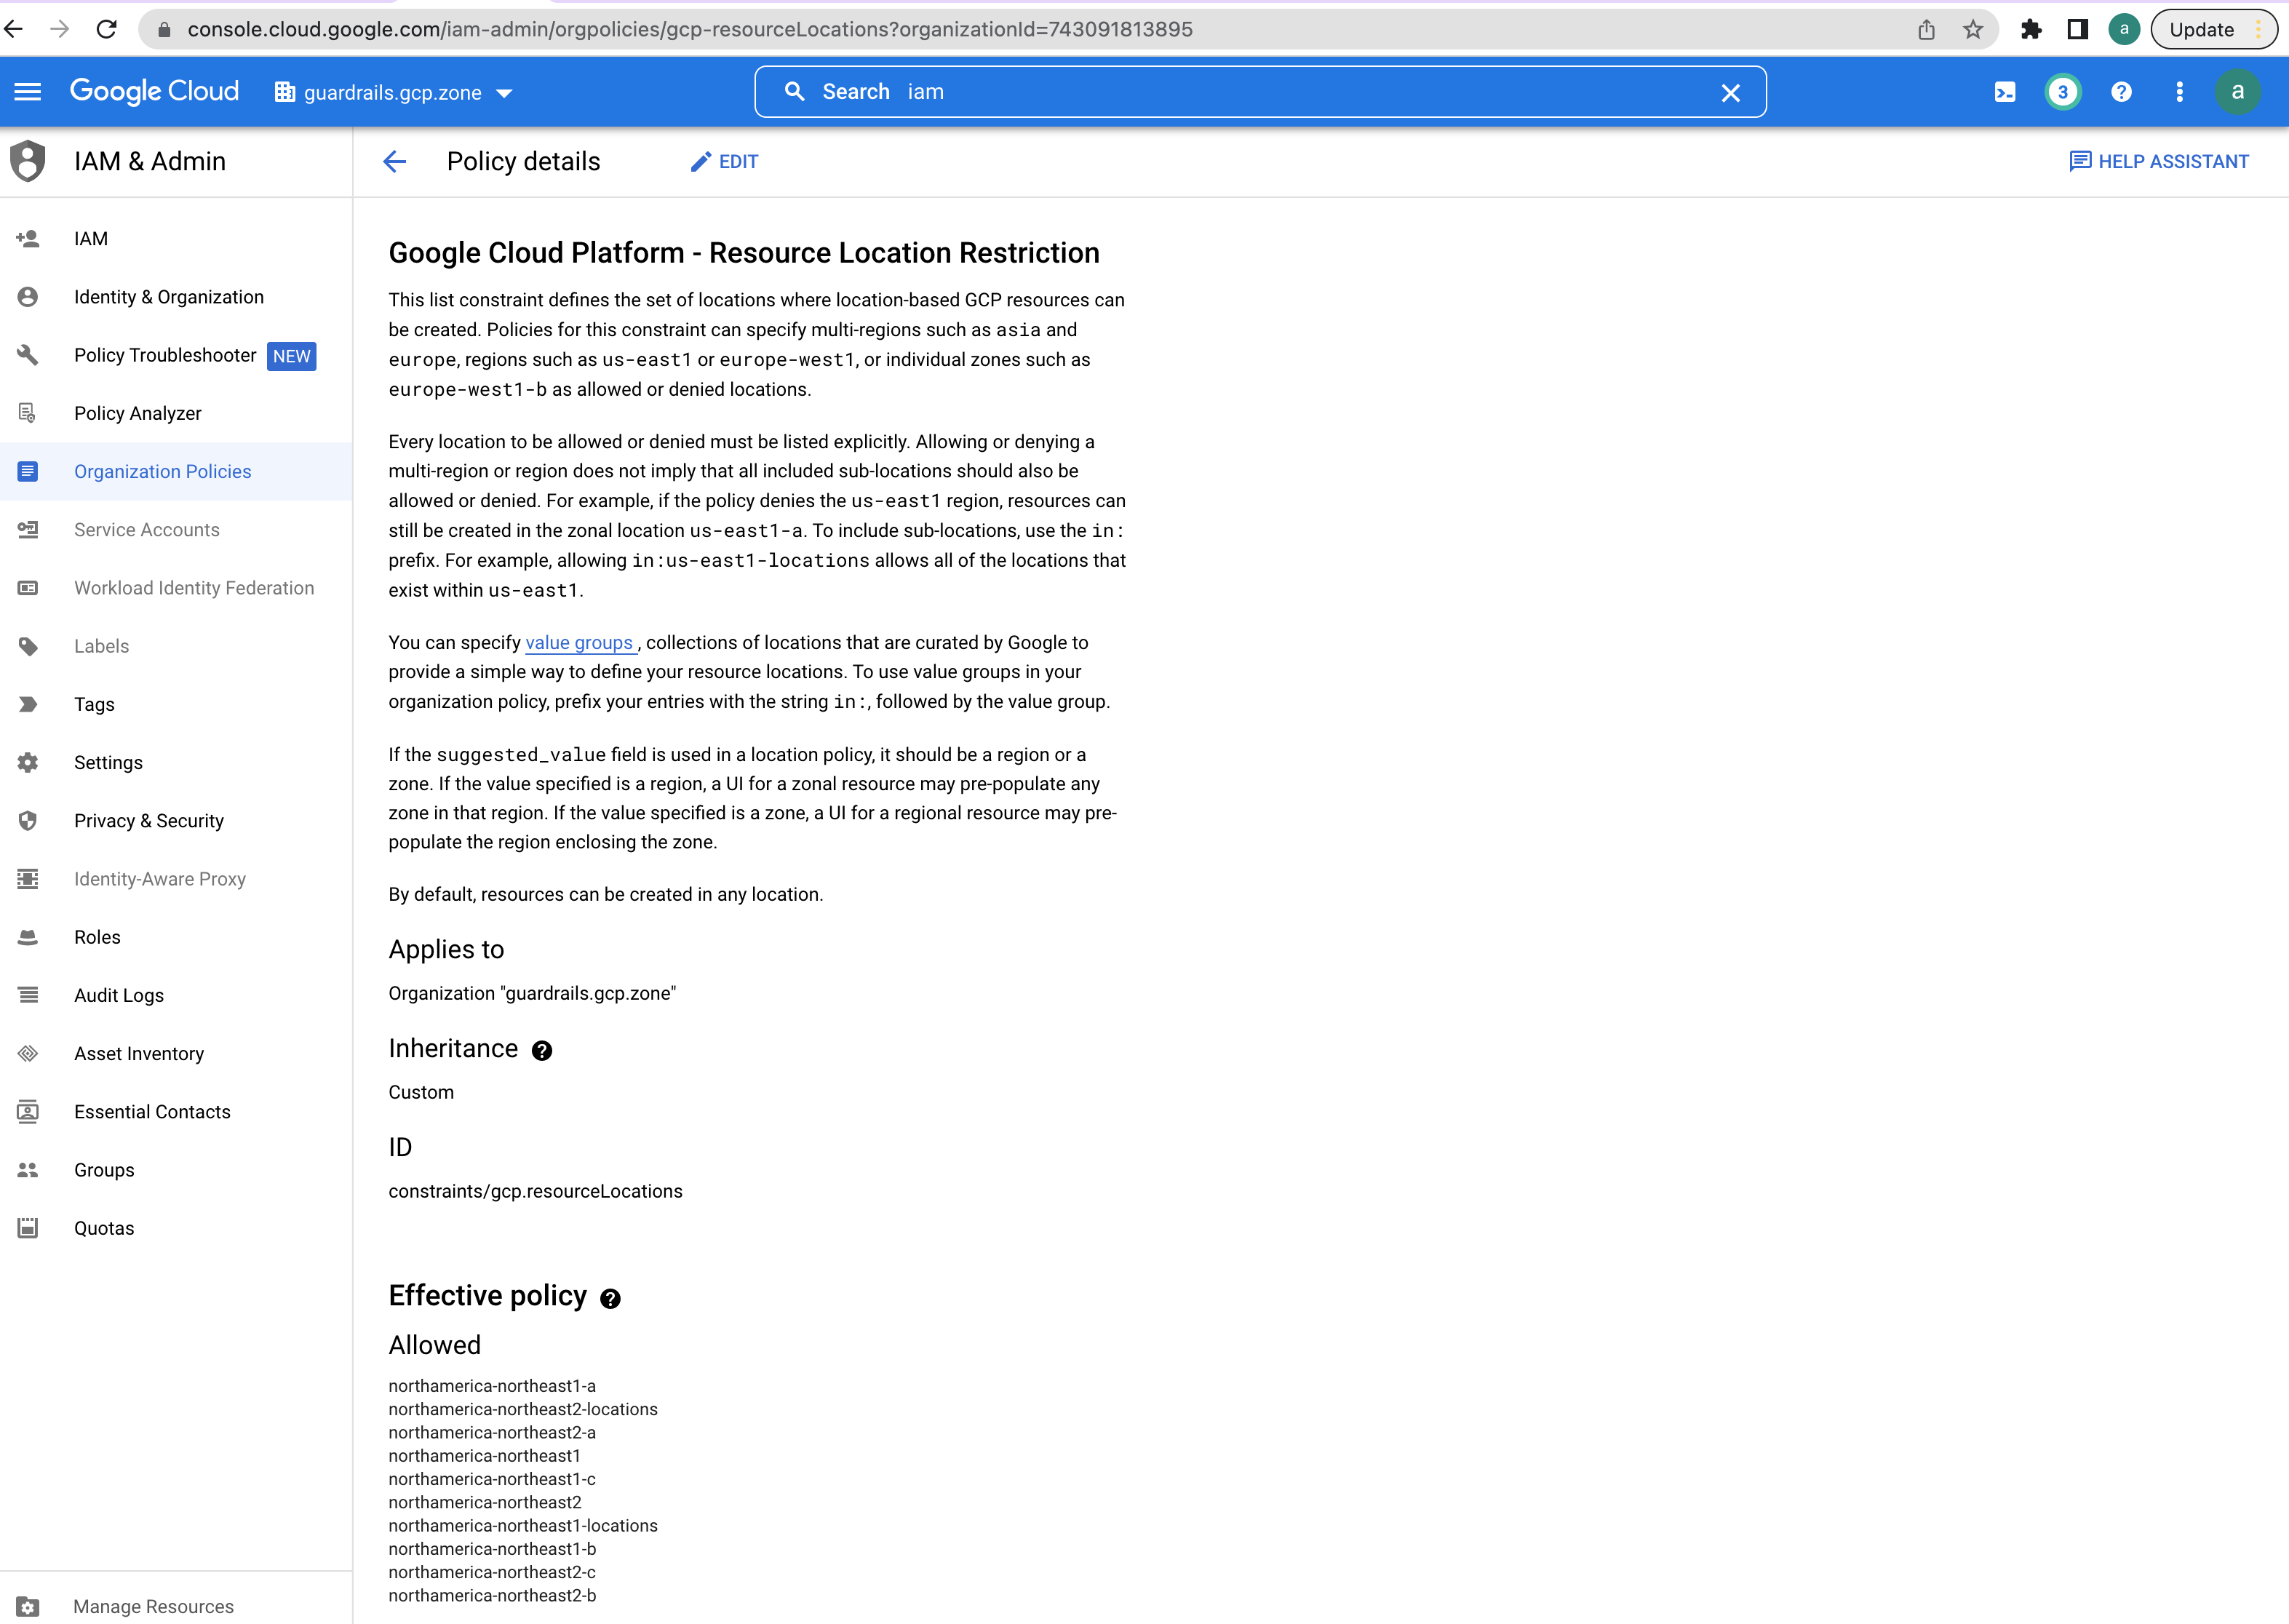 console.cloud.google.com/iam-admin/orgpolicies/gcp-resourceLocations?organizationId=743091813895
a
Update
Google Cloud
guardrails.gcp.zone
Search iam
3
a
IAM & Admin
Policy details
EDIT
HELP ASSISTANT
IAM
Identity & Organization
Policy Troubleshooter NEW
Policy Analyzer
Organization Policies
Service Accounts
Workload Identity Federation
Labels
Tags
Settings
Privacy & Security
Identity-Aware Proxy
Roles
Audit Logs
Asset Inventory
Essential Contacts
Groups
Quotas
Manage Resources
Google Cloud Platform - Resource Location Restriction
This list constraint defines the set of locations where location-based GCP resources can
be created. Policies for this constraint can specify multi-regions such as asia and
europe, regions such as us-east1 or europe-west1, or individual zones such as
europe-west1-b as allowed or denied locations.
Every location to be allowed or denied must be listed explicitly. Allowing or denying a
multi-region or region does not imply that all included sub-locations should also be
allowed or denied. For example, if the policy denies the us-east1 region, resources can
still be created in the zonal location us-east1-a. To include sub-locations, use the in:
prefix. For example, allowing in:us-east1-locations allows all of the locations that
exist within us-east1.
You can specify value groups , collections of locations that are curated by Google to
provide a simple way to define your resource locations. To use value groups in your
organization policy, prefix your entries with the string in:, followed by the value group.
If the suggested_value field is used in a location policy, it should be a region or a
zone. If the value specified is a region, a UI for a zonal resource may pre-populate any
zone in that region. If the value specified is a zone, a UI for a regional resource may pre-
populate the region enclosing the zone.
By default, resources can be created in any location.
Applies to
Organization "guardrails.gcp.zone"
Inheritance
Custom
ID
constraints/gcp.resourceLocations
Effective policy
Allowed
northamerica-northeast1-a
northamerica-northeast2-locations
northamerica-northeast2-a
northamerica-northeast1
northamerica-northeast1-c
northamerica-northeast2
northamerica-northeast1-locations
northamerica-northeast1-b
northamerica-northeast2-c
northamerica-northeast2-b